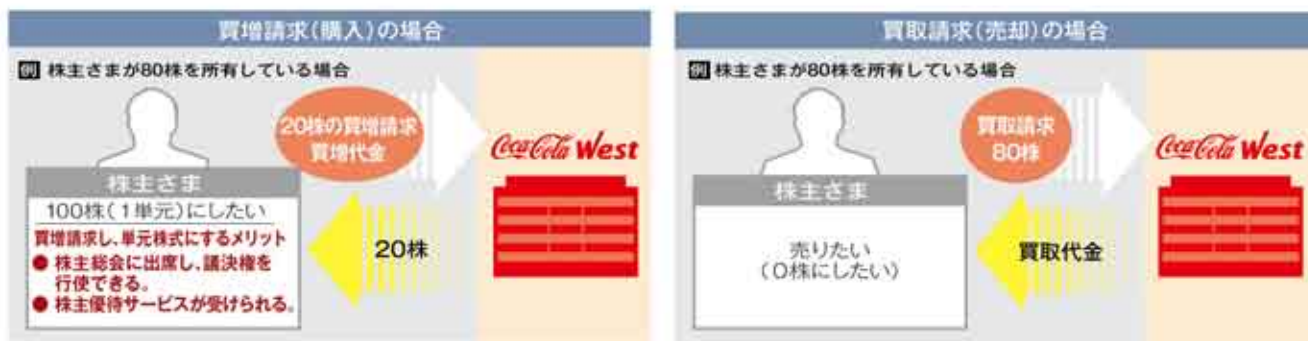 買増請求(購入)の場合
例 株主さまが80株を所有している場合
20株の買増請求
買増代金
Coca-Cola West
株主さま
100株(1単元)にしたい
買増請求し、単元株式にするメリット
● 株主総会に出席し、議決権を
行使できる。
● 株主優待サービスが受けられる。
20株
買取請求(売却)の場合
例 株主さまが80株を所有している場合
買取請求
80株
Coca-Cola West
株主さま
売りたい
(0株にしたい)
買取代金